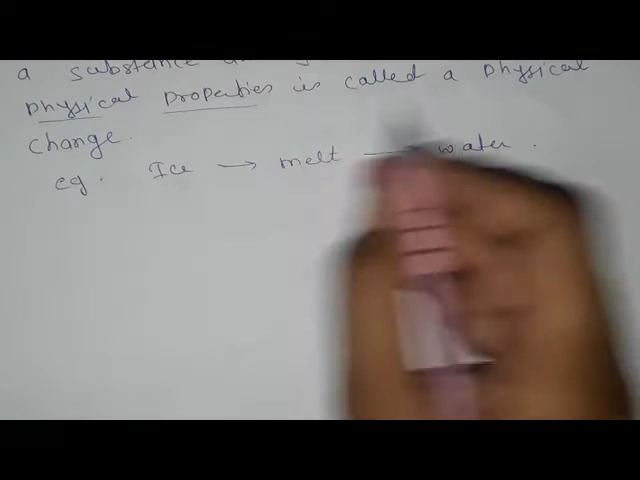 a substance
physical properties is called a physical
change.
eg. Ice → melt → water.